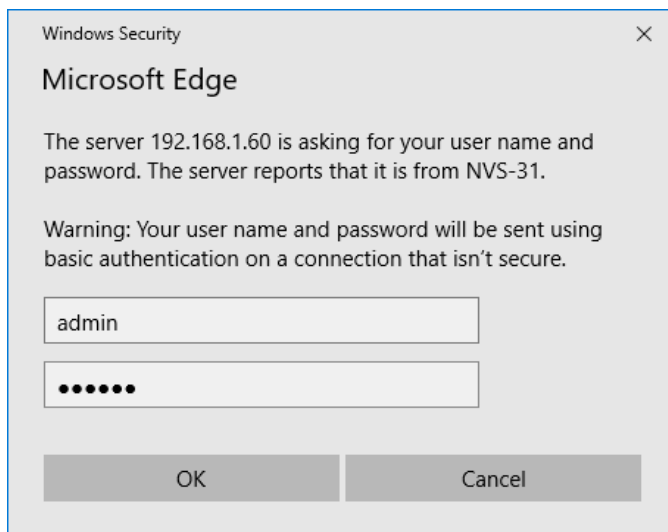 Windows Security
Microsoft Edge
The server 192.168.1.60 is asking for your user name and
password. The server reports that it is from NVS-31.
Warning: Your user name and password will be sent using
basic authentication on a connection that isn’t secure.
admin
●●●●●●
OK
Cancel